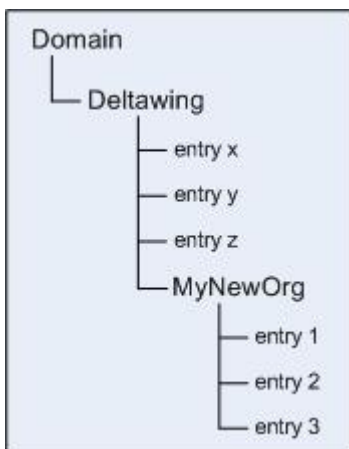 Domain
Deltawing
entry x
entry y
entry z
MyNewOrg
entry 1
entry 2
entry 3